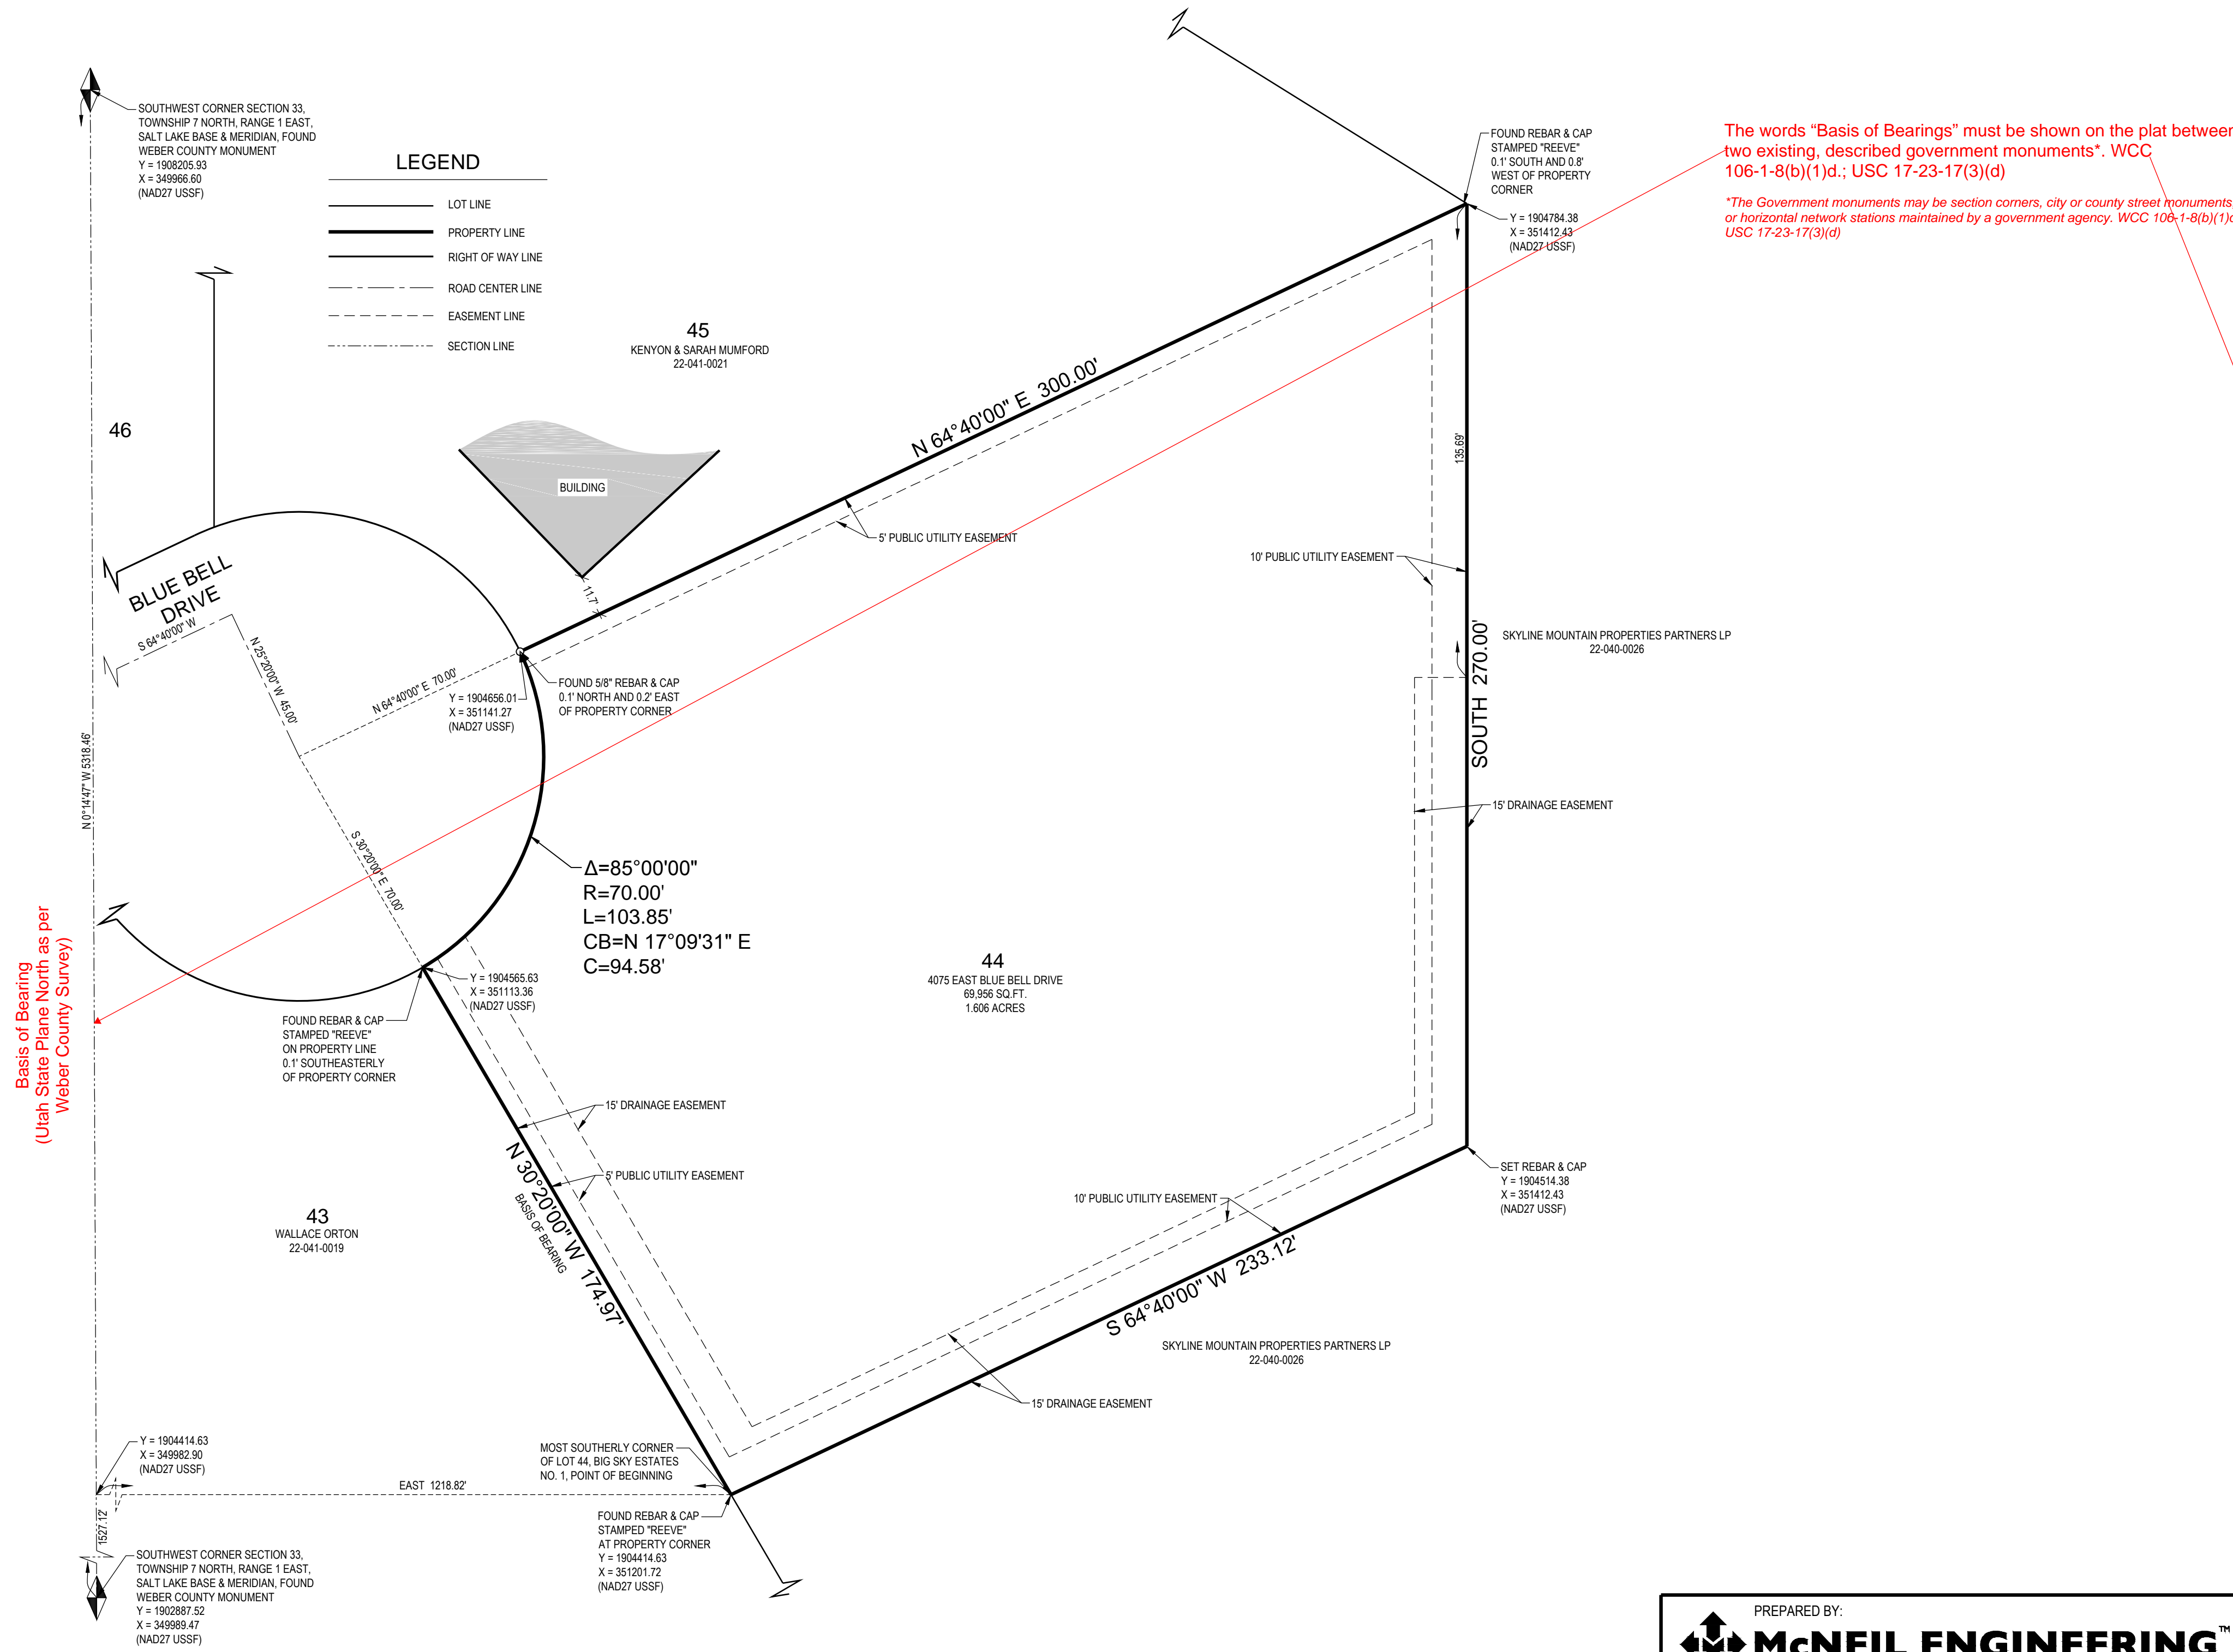 SOUTHWEST CORNER SECTION 33,
TOWNSHIP 7 NORTH, RANGE 1 EAST,
SALT LAKE BASE & MERIDIAN, FOUND
WEBER COUNTY MONUMENT
Y = 1908205.93
X = 349966.60
(NAD27 USSF)
LEGEND
LOT LINE
PROPERTY LINE
RIGHT OF WAY LINE
ROAD CENTER LINE
EASEMENT LINE
SECTION LINE
FOUND REBAR & CAP
STAMPED "REEVE"
0.1' SOUTH AND 0.8'
WEST OF PROPERTY
CORNER
Y = 1904784.38
X = 351412.43
(NAD27 USSF)
The words “Basis of Bearings” must be shown on the plat between
two existing, described government monuments*. WCC
106-1-8(b)(1)d.; USC 17-23-17(3)(d)
*The Government monuments may be section corners, city or county street monuments,
or horizontal network stations maintained by a government agency. WCC 106-1-8(b)(1)d
USC 17-23-17(3)(d)
45
KENYON & SARAH MUMFORD
22-041-0021
46
BUILDING
11.7'
N 64°40'00" E 300.00'
5' PUBLIC UTILITY EASEMENT
135.69'
10' PUBLIC UTILITY EASEMENT
SOUTH 270.00'
SKYLINE MOUNTAIN PROPERTIES PARTNERS LP
22-040-0026
15' DRAINAGE EASEMENT
BLUE BELL
DRIVE
S 64°40'00" W
N 25°20'00" W 45.00'
N 64°40'00" E 70.00'
Y = 1904656.01
X = 351141.27
(NAD27 USSF)
FOUND 5/8" REBAR & CAP
0.1' NORTH AND 0.2' EAST
OF PROPERTY CORNER
N 0°14'47" W 5318.46'
S 30°20'00" E 70.00'
Δ=85°00'00"
R=70.00'
L=103.85'
CB=N 17°09'31" E
C=94.58'
Basis of Bearing
(Utah State Plane North as per
Weber County Survey)
Y = 1904565.63
X = 351113.36
(NAD27 USSF)
FOUND REBAR & CAP
STAMPED "REEVE"
ON PROPERTY LINE
0.1' SOUTHEASTERLY
OF PROPERTY CORNER
44
4075 EAST BLUE BELL DRIVE
69,956 SQ.FT.
1.606 ACRES
15' DRAINAGE EASEMENT
5' PUBLIC UTILITY EASEMENT
N 30°20'00" W 174.97'
BASIS OF BEARING
43
WALLACE ORTON
22-041-0019
10' PUBLIC UTILITY EASEMENT
SET REBAR & CAP
Y = 1904514.38
X = 351412.43
(NAD27 USSF)
S 64°40'00" W 233.12'
SKYLINE MOUNTAIN PROPERTIES PARTNERS LP
22-040-0026
15' DRAINAGE EASEMENT
Y = 1904414.63
X = 349982.90
(NAD27 USSF)
MOST SOUTHERLY CORNER
OF LOT 44, BIG SKY ESTATES
NO. 1, POINT OF BEGINNING
EAST 1218.82'
1527.12'
FOUND REBAR & CAP
STAMPED "REEVE"
AT PROPERTY CORNER
Y = 1904414.63
X = 351201.72
(NAD27 USSF)
SOUTHWEST CORNER SECTION 33,
TOWNSHIP 7 NORTH, RANGE 1 EAST,
SALT LAKE BASE & MERIDIAN, FOUND
WEBER COUNTY MONUMENT
Y = 1902887.52
X = 349989.47
(NAD27 USSF)
PREPARED BY:
McNEIL ENGINEERING™